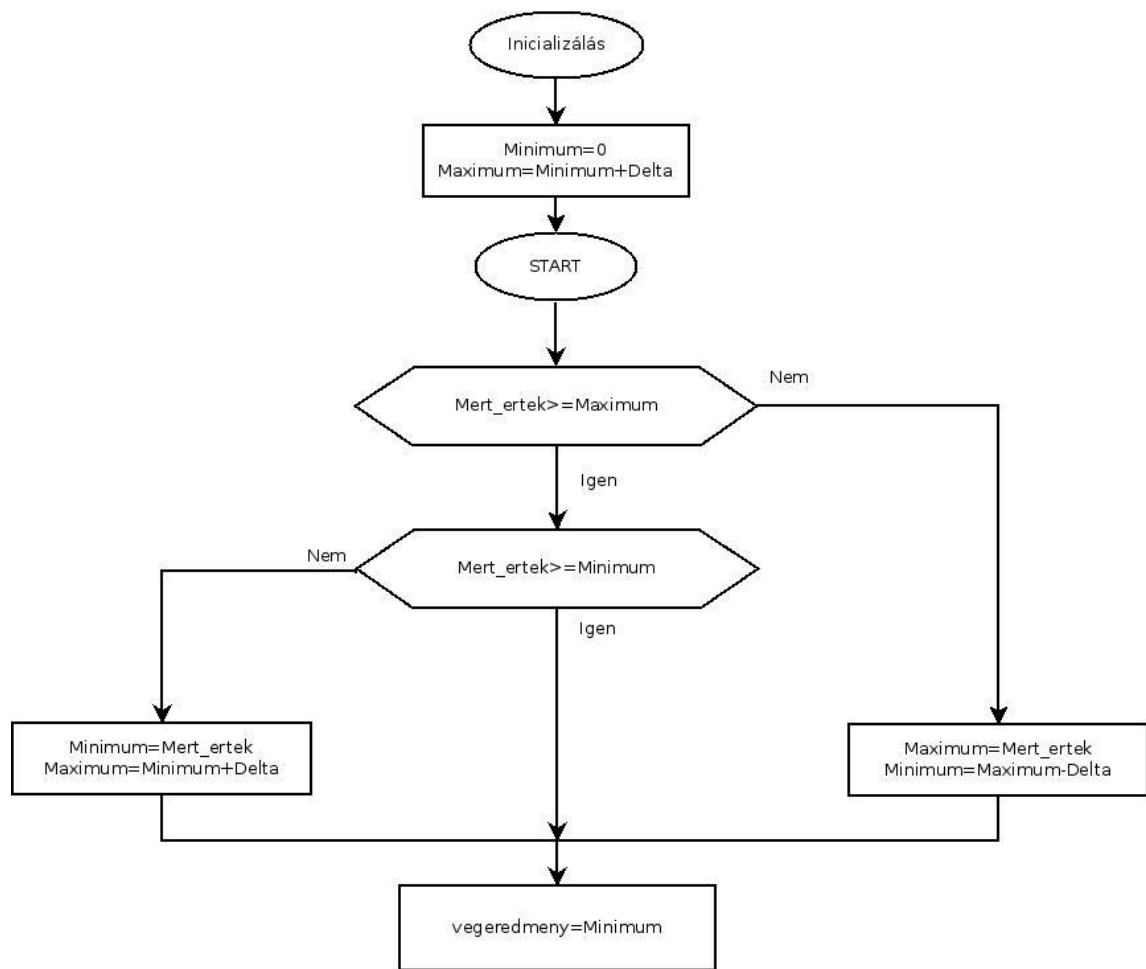 Inicializálás
Minimum=0
Maximum=Minimum+Delta
START
Mert_ertek>=Maximum
Nem
Igen
Mert_ertek>=Minimum
Nem
Igen
Minimum=Mert_ertek
Maximum=Minimum+Delta
Maximum=Mert_ertek
Minimum=Maximum-Delta
vegeredmeny=Minimum